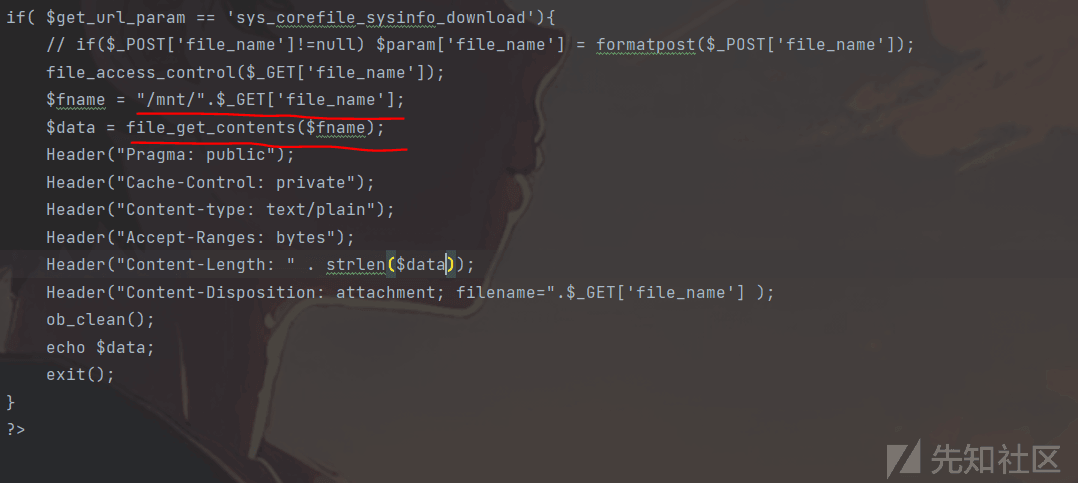 if( $get_url_param == 'sys_corefile_sysinfo_download'){
    // if($_POST['file_name']!=null) $param['file_name'] = formatpost($_POST['file_name']);
    file_access_control($_GET['file_name']);
    $fname = "/mnt/".$_GET['file_name'];
    $data = file_get_contents($fname);
    Header("Pragma: public");
    Header("Cache-Control: private");
    Header("Content-type: text/plain");
    Header("Accept-Ranges: bytes");
    Header("Content-Length: " . strlen($data));
    Header("Content-Disposition: attachment; filename=".$_GET['file_name'] );
    ob_clean();
    echo $data;
    exit();
}
?>
先知社区